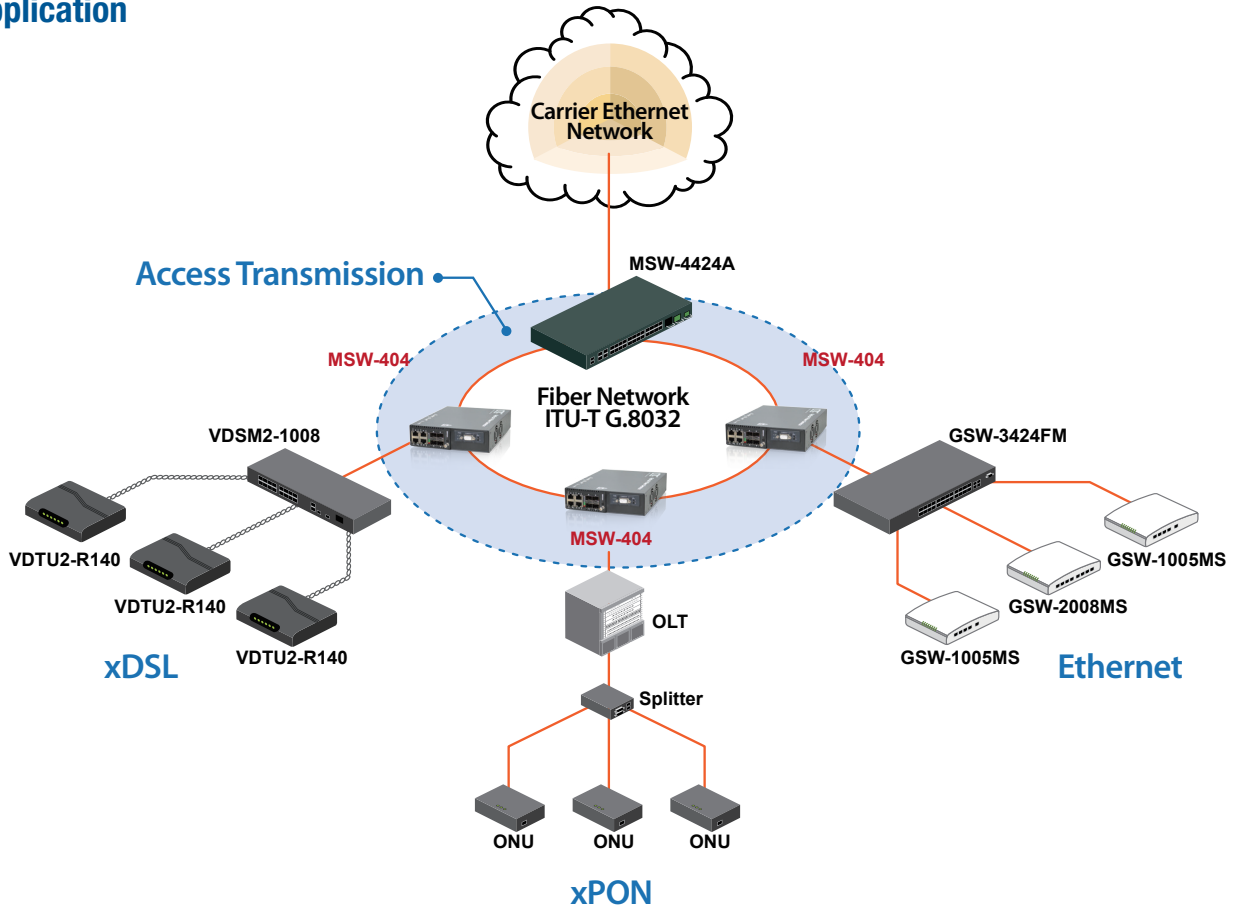 pplication
Carrier Ethernet
Network
MSW-4424A
Access Transmission
MSW-404
MSW-404
Fiber Network
ITU-T G.8032
VDSM2-1008
GSW-3424FM
MSW-404
VDTU2-R140
GSW-1005MS
VDTU2-R140
GSW-2008MS
OLT
VDTU2-R140
GSW-1005MS
xDSL
Ethernet
Splitter
ONU
ONU
ONU
xPON